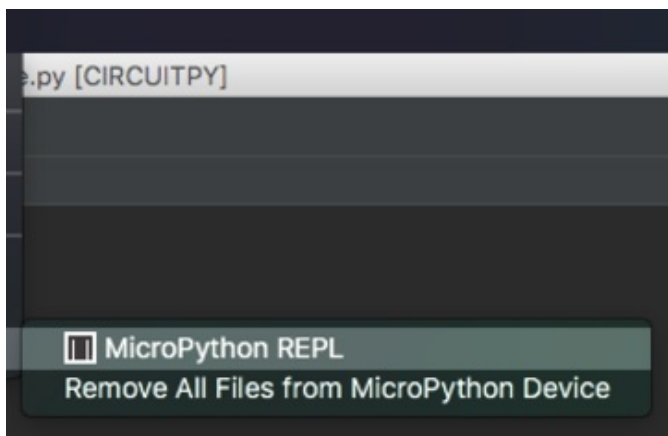 .py [CIRCUITPY]
MicroPython REPL
Remove All Files from MicroPython Device